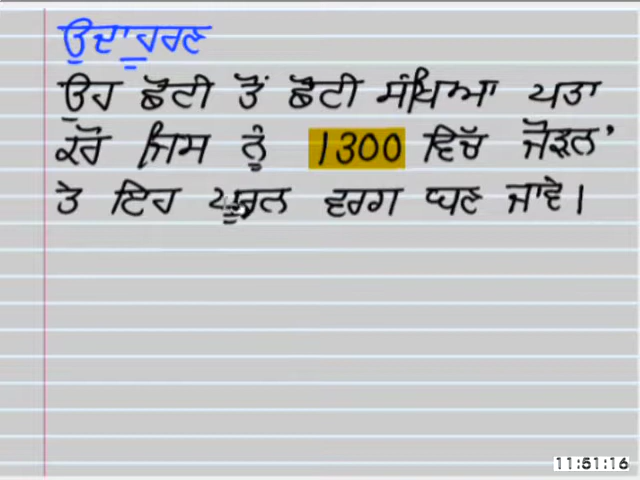 ਉਦਾਹਰਣ
ਉਹ ਛੋਟੀ ਤੋਂ ਛੋਟੀ ਸੰਖਿਆ ਪਤਾ
ਕਰੋ ਜਿਸ ਨੂੰ 1300 ਵਿੱਚ ਜੋੜਨ
ਤੇ ਇਹ ਪੂਰਨ ਵਰਗ ਬਣ ਜਾਵੇ।
11:51:16